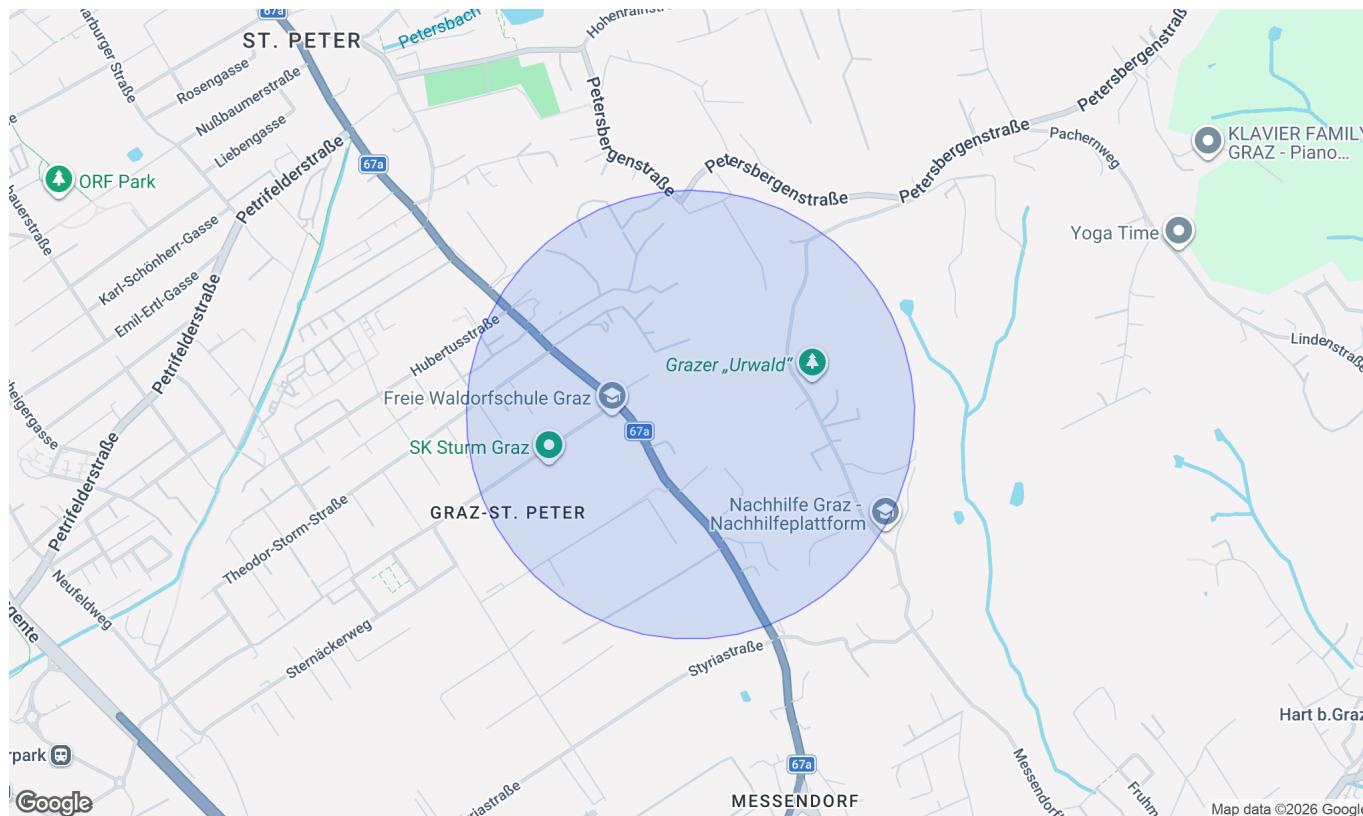 67a
ST. PETER
Petersbach
Petersbergenstraß
Rosengasse
Nußbaumerstraße
Liebengasse
Petersbergenstraße
Petersbergenstraße
Petersbergenstraße
Pachernweg
KLAVIER FAMILY
GRAZ - Piano...
67a
ORF Park
Petrifelderstraße
Karl-Schönherr-Gasse
Yoga Time
Emil-Ertl-Gasse
Petrifelderstraße
Hubertusstraße
Lindenstraße
Grazer „Urwald“
Freie Waldorfschule Graz
67a
SK Sturm Graz
Petrifelderstraße
Nachhilfe Graz -
Nachhilfeplattform
GRAZ-ST. PETER
Theodor-Storm-Straße
Neufeldweg
Sternäckerweg
Styriastraße
Hart b.Graz
rpark
67a
MESSENDORF
Google
Map data ©2026 Google